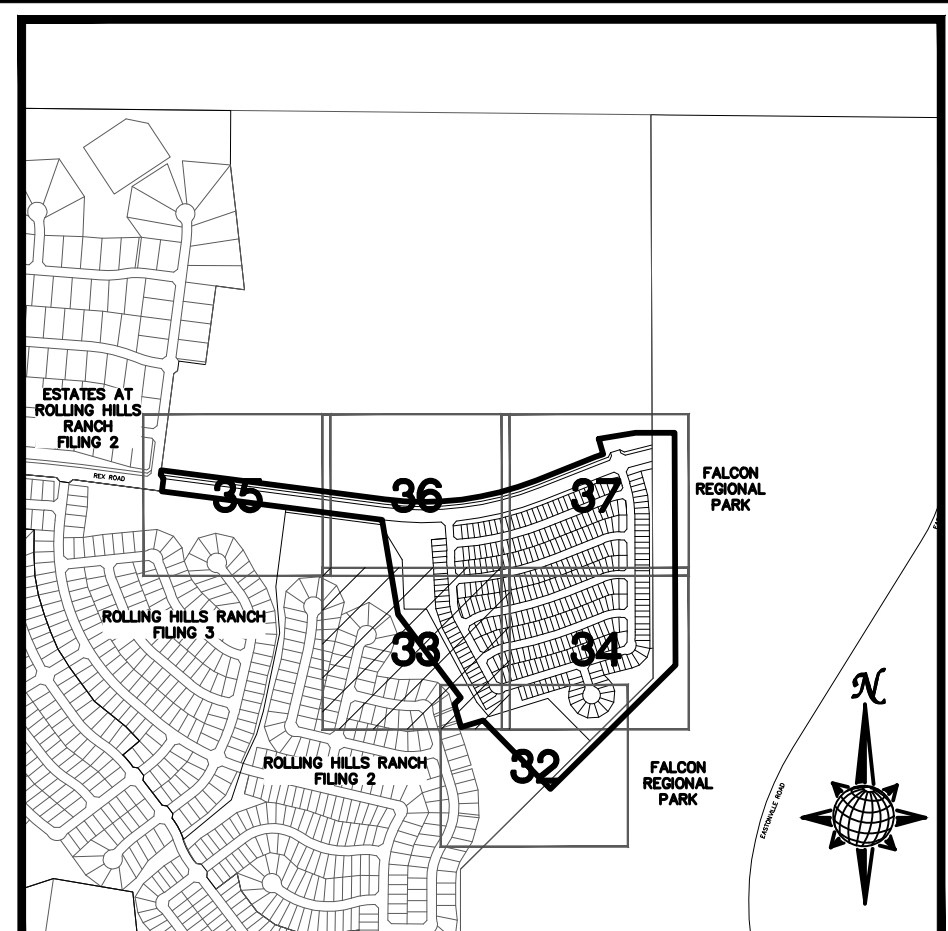 ESTATES AT
ROLLING HILLS
RANCH
FILING 2
REX ROAD
35
36
37
FALCON
REGIONAL
PARK
ROLLING HILLS RANCH
FILING 3
33
34
N
ROLLING HILLS RANCH
FILING 2
32
FALCON
REGIONAL
PARK
EASTONVILLE ROAD